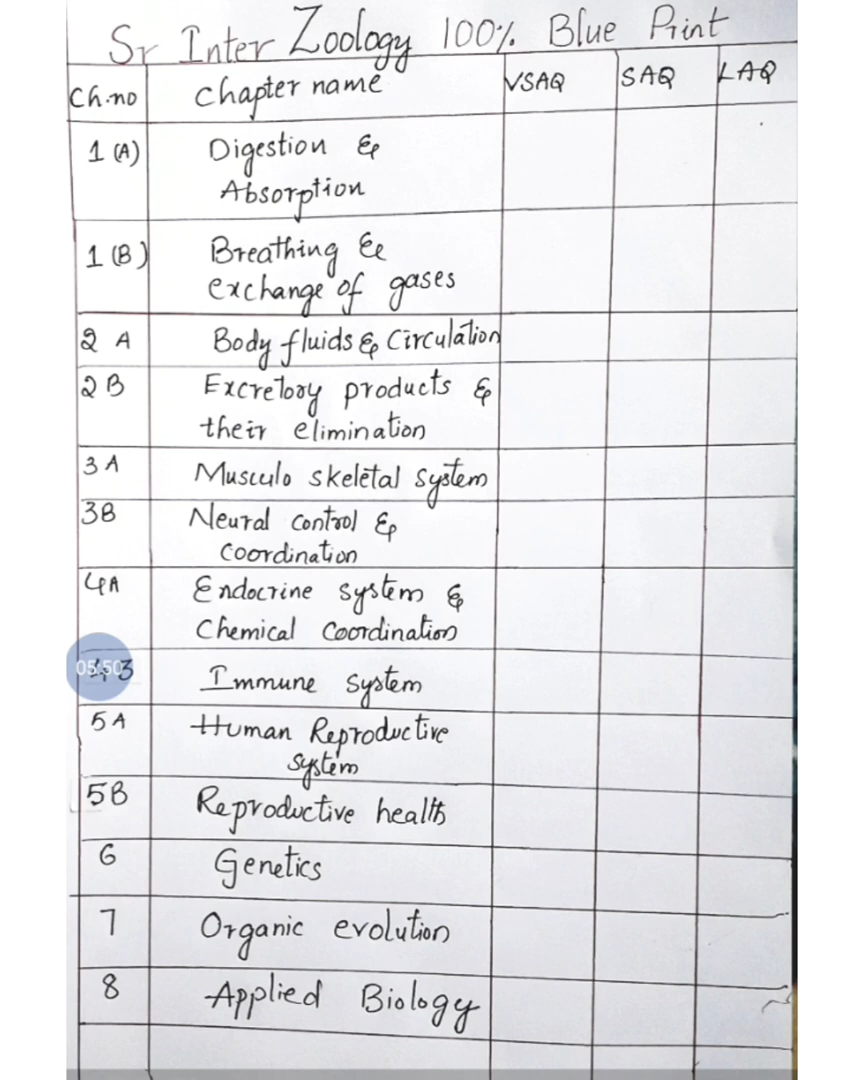 Sr Inter Zoology 100% Blue Print
Ch.no Chapter name VSAQ SAQ LAQ
1 (A) Digestion &
Absorption
1 (B) Breathing &
exchange of gases
2 A Body fluids & Circulation
2 B Excretory products &
their elimination
3 A Musculo skeletal system
3B Neural control &
Coordination
4A Endocrine system &
Chemical Coordination
05:50
Immune system
5 A Human Reproductive
system
5B Reproductive health
6 Genetics
7 Organic evolution
8 Applied Biology